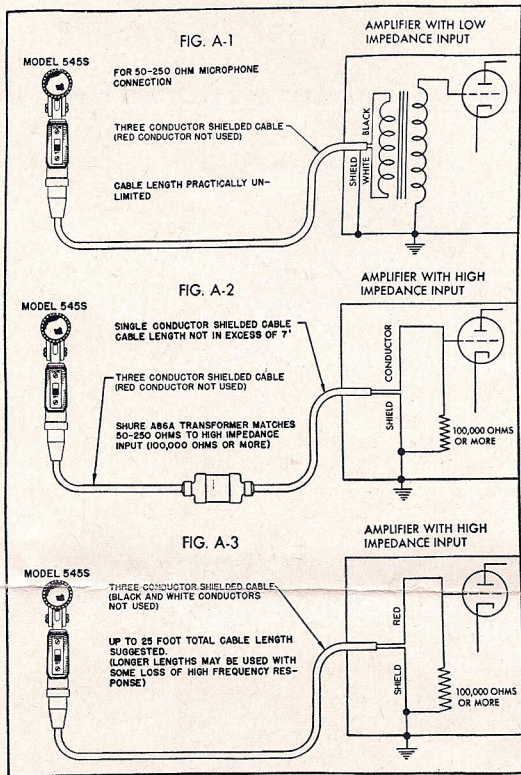 FIG. A-1
AMPLIFIER WITH LOW
IMPEDANCE INPUT
MODEL 545S
FOR 50-250 OHM MICROPHONE
CONNECTION
THREE CONDUCTOR SHIELDED CABLE
(RED CONDUCTOR NOT USED)
CABLE LENGTH PRACTICALLY UN-
LIMITED
SHIELD
WHITE
BLACK
FIG. A-2
AMPLIFIER WITH HIGH
IMPEDANCE INPUT
MODEL 545S
SINGLE CONDUCTOR SHIELDED CABLE
CABLE LENGTH NOT IN EXCESS OF 7'
THREE CONDUCTOR SHIELDED CABLE
(RED CONDUCTOR NOT USED)
SHURE A86A TRANSFORMER MATCHES
50-250 OHMS TO HIGH IMPEDANCE
INPUT (100,000 OHMS OR MORE)
CONDUCTOR
SHIELD
100,000 OHMS
OR MORE
FIG. A-3
AMPLIFIER WITH HIGH
IMPEDANCE INPUT
MODEL 545S
THREE CONDUCTOR SHIELDED CABLE
(BLACK AND WHITE CONDUCTORS
NOT USED)
UP TO 25 FOOT TOTAL CABLE LENGTH
SUGGESTED.
(LONGER LENGTHS MAY BE USED WITH
SOME LOSS OF HIGH FREQUENCY RES-
PONSE)
RED
SHIELD
100,000 OHMS
OR MORE